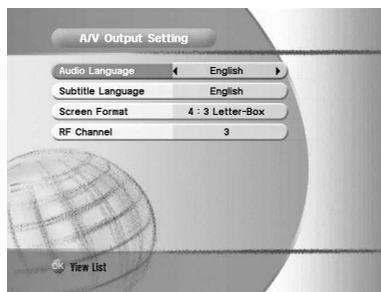 A/V Output Setting
Audio Language English
Subtitle Language English
Screen Format 4 : 3 Letter-Box
RF Channel 3
OK View List